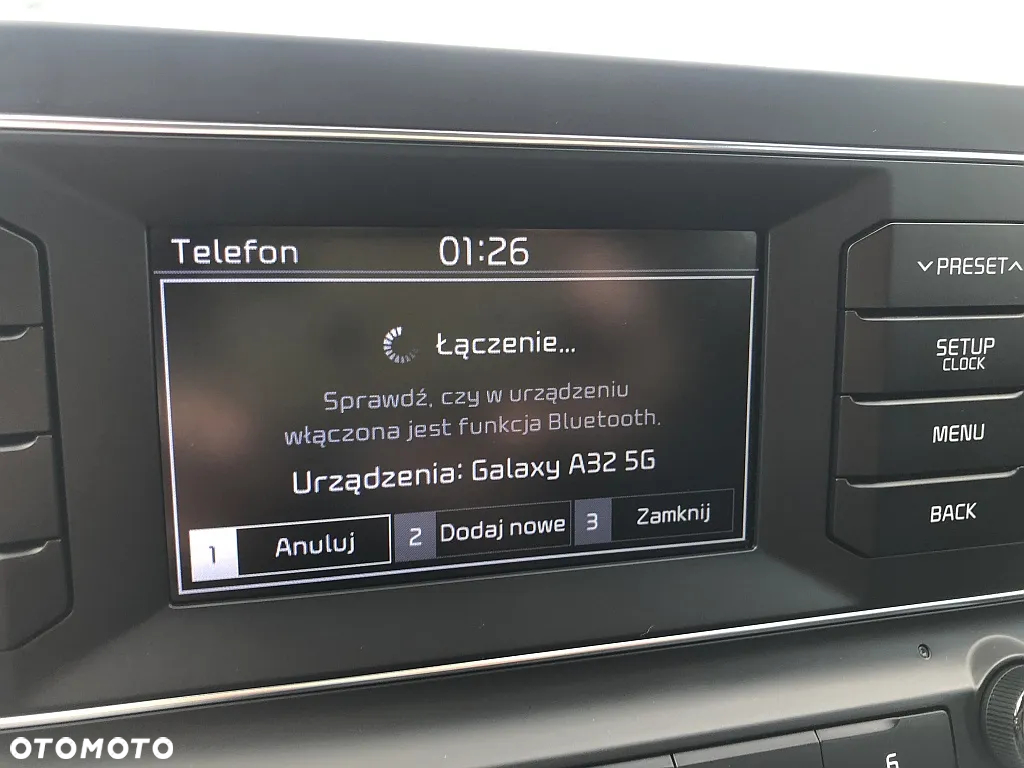 Telefon 01:26
Łączenie...
Sprawdź, czy w urządzeniu
włączona jest funkcja Bluetooth.
Urządzenia: Galaxy A32 5G
1 Anuluj 2 Dodaj nowe 3 Zamknij
PRESET
SETUP
CLOCK
MENU
BACK
6
OTOMOTO